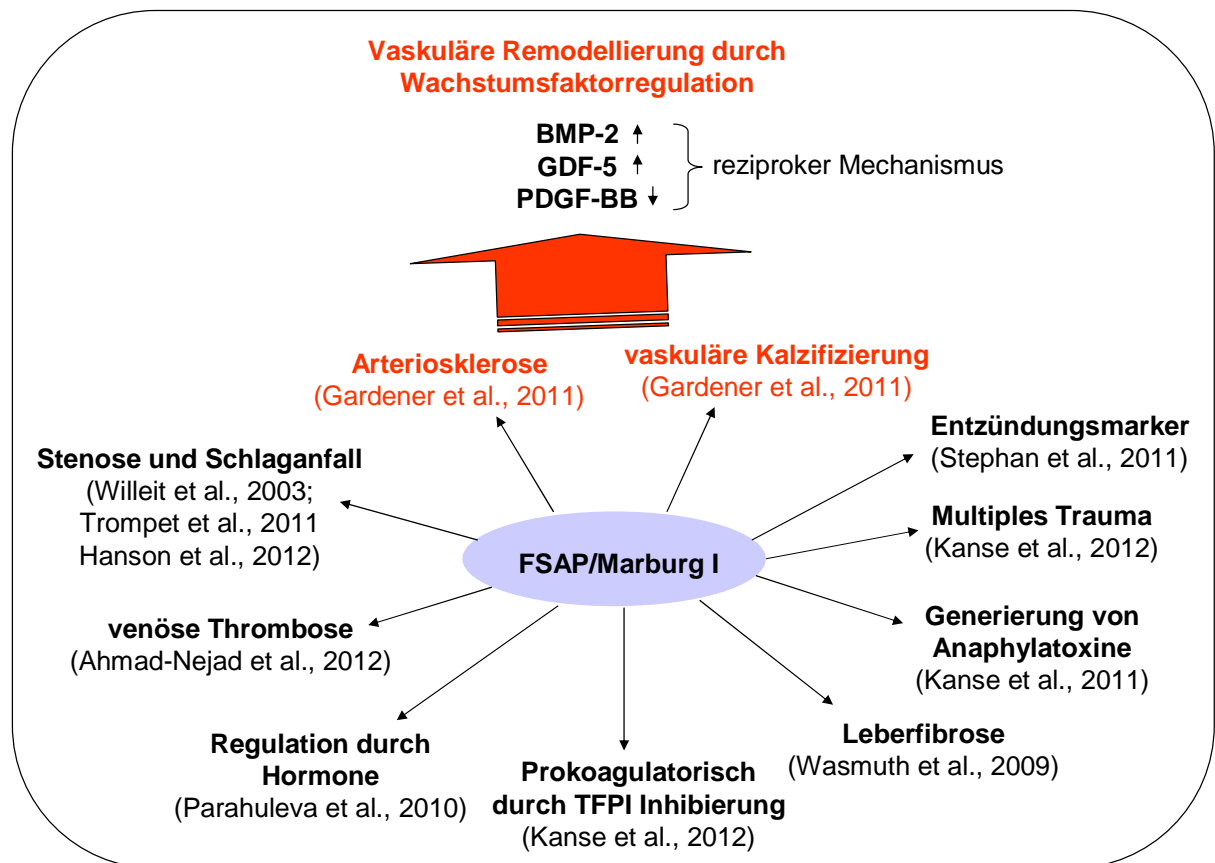 Vaskuläre Remodellierung durch
Wachstumsfaktorregulation
BMP-2 ↑
GDF-5 ↑
PDGF-BB ↓
reziproker Mechanismus
Arteriosklerose
(Gardener et al., 2011)
vaskuläre Kalzifizierung
(Gardener et al., 2011)
Entzündungsmarker
(Stephan et al., 2011)
Stenose und Schlaganfall
(Willeit et al., 2003;
Trompet et al., 2011
Hanson et al., 2012)
Multiples Trauma
(Kanse et al., 2012)
FSAP/Marburg I
venöse Thrombose
(Ahmad-Nejad et al., 2012)
Generierung von
Anaphylatoxine
(Kanse et al., 2011)
Regulation durch
Hormone
(Parahuleva et al., 2010)
Prokoagulatorisch
durch TFPI Inhibierung
(Kanse et al., 2012)
Leberfibrose
(Wasmuth et al., 2009)